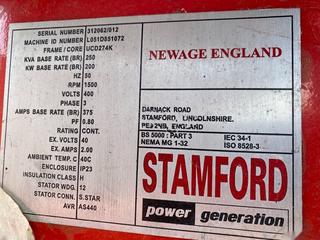 SERIAL NUMBER 312062/012
MACHINE ID NUMBER L051D851072
FRAME/CORE UCD274K
KVA BASE RATE (BR) 250
KW BASE RATE (BR) 200
HZ 50
RPM 1500
VOLTS 400
PHASE 3
AMPS BASE RATE (BR) 375
PF 0.80
RATING CONT.
EX. VOLTS 40
EX. AMPS 2.00
AMBIENT TEMP. C 40C
ENCLOSURE IP23
INSULATION CLASS H
STATOR WDG. 12
STATOR CONN. S.STAR
AVR AS440
NEWAGE ENGLAND
DARNACK ROAD
STAMFORD, LINCOLNSHIRE.
PE92NB, ENGLAND
BS 5000 : PART 3 IEC 34-1
NEMA MG 1-32 ISO 8528-3
STAMFORD
power generation